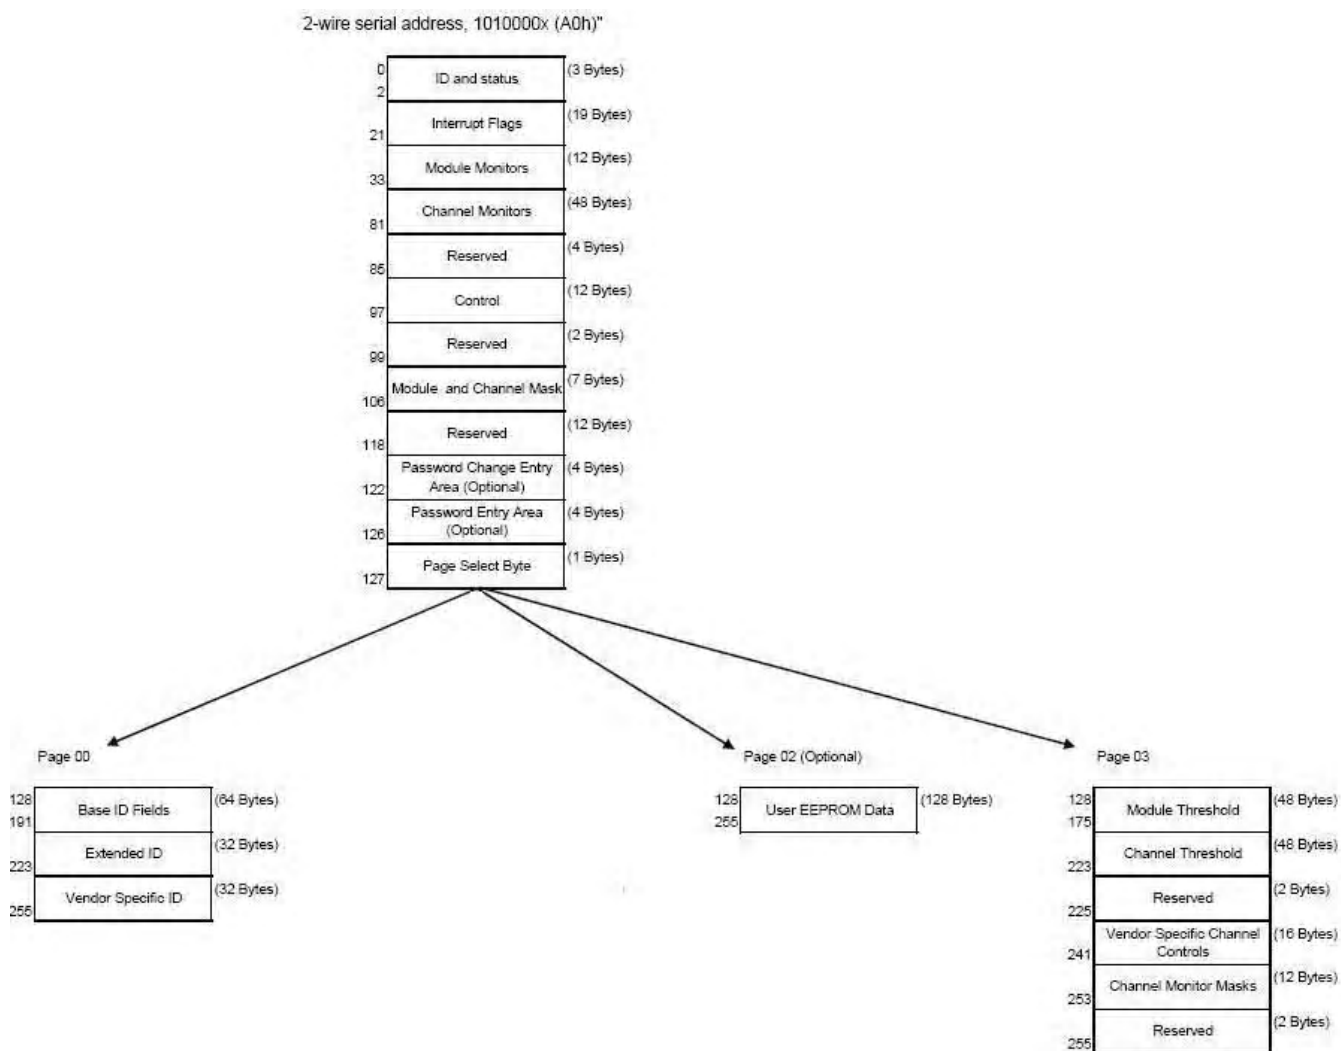 2-wire serial address, 1010000x (A0h)"
0
ID and status
(3 Bytes)
2
Interrupt Flags
(19 Bytes)
21
Module Monitors
(12 Bytes)
33
Channel Monitors
(48 Bytes)
81
Reserved
(4 Bytes)
85
Control
(12 Bytes)
97
Reserved
(2 Bytes)
99
Module and Channel Mask
(7 Bytes)
106
Reserved
(12 Bytes)
118
Password Change Entry
Area (Optional)
(4 Bytes)
122
Password Entry Area
(Optional)
(4 Bytes)
126
Page Select Byte
(1 Bytes)
127
Page 00
128
Base ID Fields
(64 Bytes)
191
Extended ID
(32 Bytes)
223
Vendor Specific ID
(32 Bytes)
255
Page 02 (Optional)
128
User EEPROM Data
(128 Bytes)
255
Page 03
128
Module Threshold
(48 Bytes)
175
Channel Threshold
(48 Bytes)
223
Reserved
(2 Bytes)
225
Vendor Specific Channel
Controls
(16 Bytes)
241
Channel Monitor Masks
(12 Bytes)
253
Reserved
(2 Bytes)
255